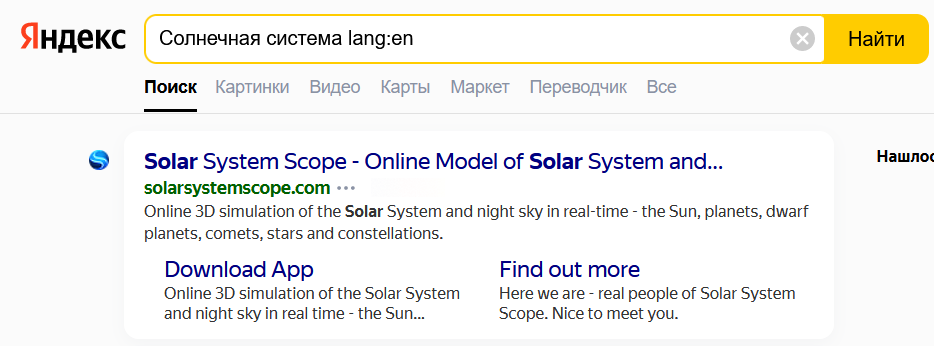 Яндекс
Солнечная система lang:en
Найти
Поиск Картинки Видео Карты Маркет Переводчик Все
Solar System Scope - Online Model of Solar System and...
solarsystemscope.com
Online 3D simulation of the Solar System and night sky in real-time - the Sun, planets, dwarf
planets, comets, stars and constellations.
Download App
Online 3D simulation of the Solar System
and night sky in real time - the Sun...
Find out more
Here we are - real people of Solar System
Scope. Nice to meet you.
Нашлос